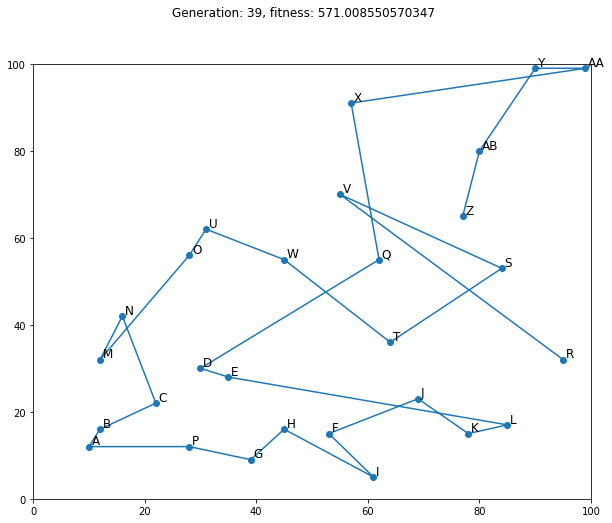 Generation: 39, fitness: 571.008550570347
100
80
60
40
20
0
0
20
40
60
80
100
Y
AA
X
AB
V
Z
U
O
W
Q
S
N
M
T
R
D
E
C
J
B
H
F
K
L
A
P
G
I